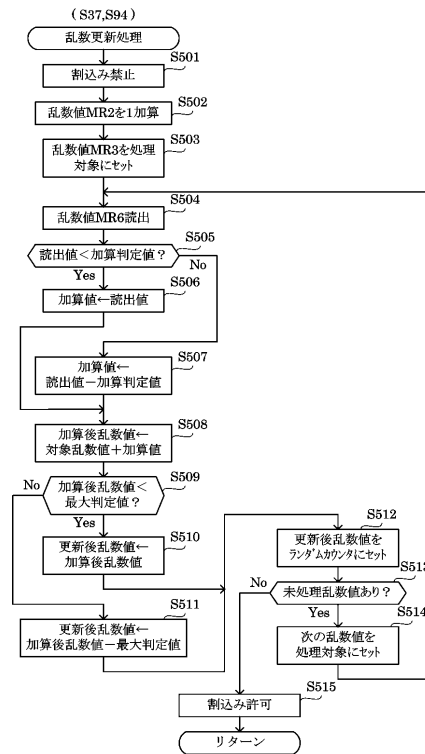 (S37,S94)
乱数更新処理
S501
割込み禁止
S502
乱数値MR2を1加算
S503
乱数値MR3を処理
対象にセット
S504
乱数値MR6読出
S505
読出値<加算判定値?
No
Yes
S506
加算値←読出値
S507
加算値←
読出値−加算判定値
S508
加算後乱数値←
対象乱数値+加算値
S509
加算後乱数値<
最大判定値?
No
Yes
S510
更新後乱数値←
加算後乱数値
S511
更新後乱数値←
加算後乱数値−最大判定値
S512
更新後乱数値を
ランダムカウンタにセット
S513
未処理乱数値あり?
No
Yes
S514
次の乱数値を
処理対象にセット
S515
割込み許可
リターン